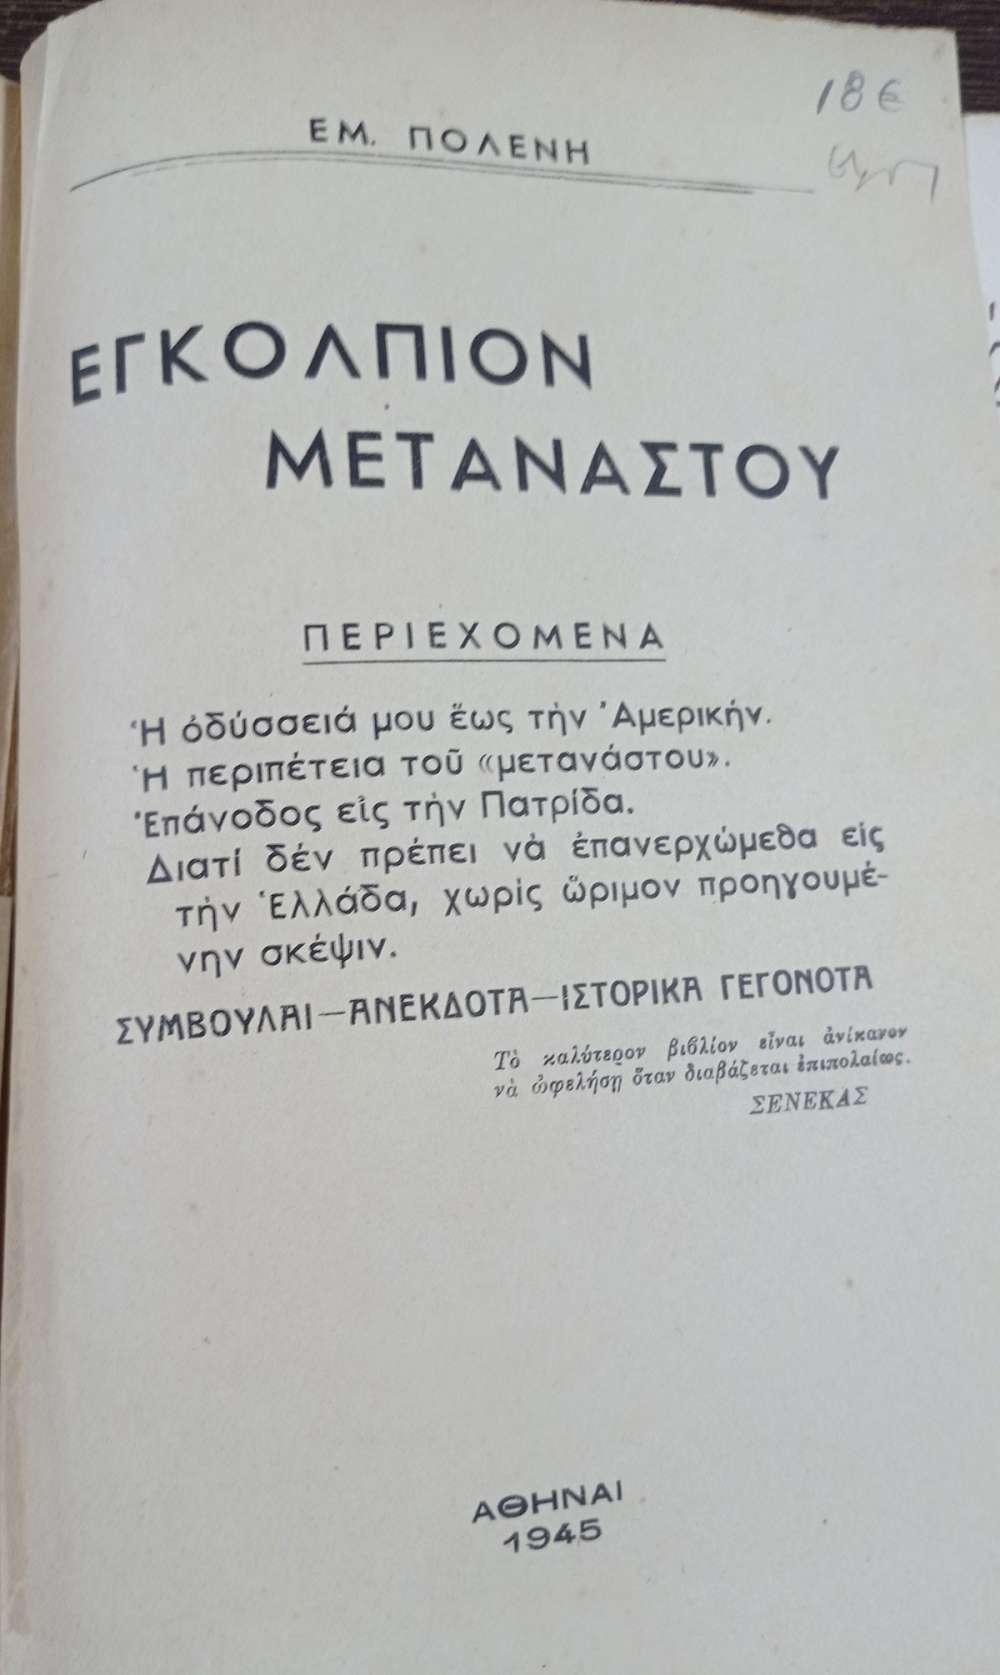 18 €
ΕΜ. ΠΟΛΕΝΗ
ΕΓΚΟΛΠΙΟΝ
ΜΕΤΑΝΑΣΤΟΥ
ΠΕΡΙΕΧΟΜΕΝΑ
Ἡ ὀδύσσειά μου ἕως τὴν Ἀμερικήν.
Ἡ περιπέτεια τοῦ «μετανάστου».
Ἐπάνοδος εἰς τὴν Πατρίδα.
Διατί δέν πρέπει νὰ ἐπανερχώμεθα εἰς
τὴν Ἑλλάδα, χωρὶς ὥριμον προηγουμέ-
νην σκέψιν.
ΣΥΜΒΟΥΛΑΙ—ΑΝΕΚΔΟΤΑ—ΙΣΤΟΡΙΚΑ ΓΕΓΟΝΟΤΑ
Τὸ καλύτερον βιβλίον εἶναι ἀνίκανον
νὰ ὠφελήσῃ ὅταν διαβάζεται ἐπιπολαίως.
ΣΕΝΕΚΑΣ
ΑΘΗΝΑΙ
1945